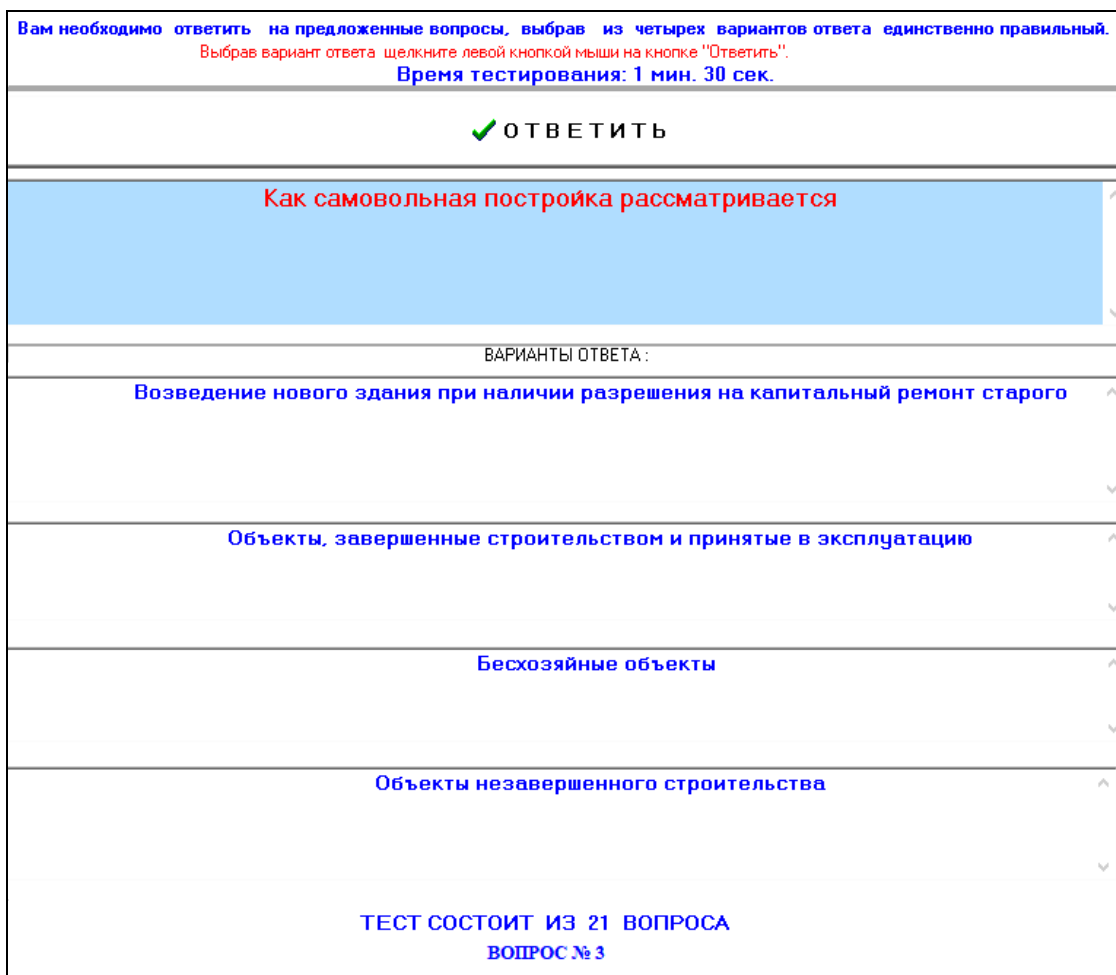 Вам необходимо ответить на предложенные вопросы, выбрав из четырех вариантов ответа единственно правильный.
Выбрав вариант ответа щелкните левой кнопкой мыши на кнопке "Ответить".
Время тестирования: 1 мин. 30 сек.
ОТВЕТИТЬ
Как самовольная постройка рассматривается
ВАРИАНТЫ ОТВЕТА :
Возведение нового здания при наличии разрешения на капитальный ремонт старого
Объекты, завершенные строительством и принятые в эксплуатацию
Бесхозяйные объекты
Объекты незавершенного строительства
ТЕСТ СОСТОИТ ИЗ 21 ВОПРОСА
ВОПРОС № 3